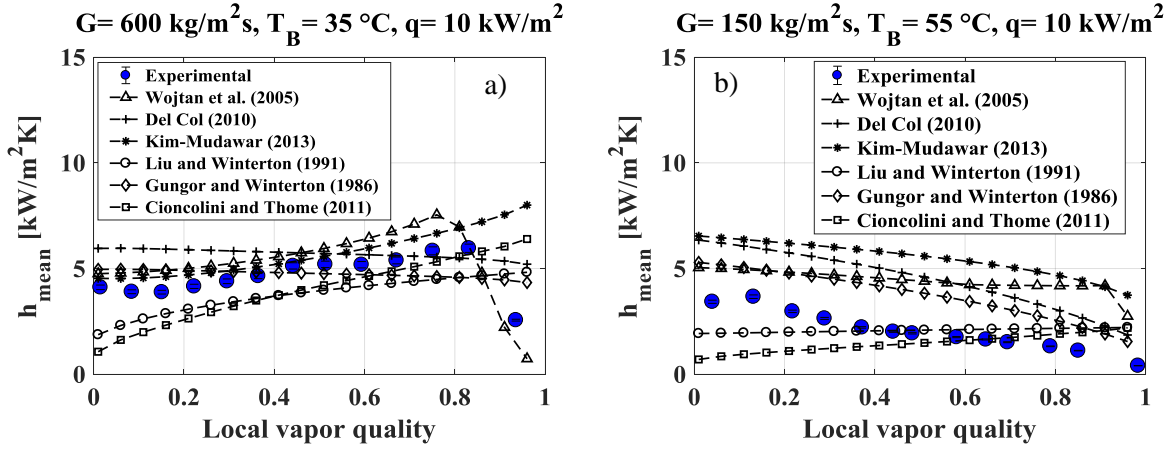 G= 600 kg/m²s, T_B= 35 °C, q= 10 kW/m²
15
10
5
0
h_mean [kW/m²K]
a)
Experimental
Wojtan et al. (2005)
Del Col (2010)
Kim-Mudawar (2013)
Liu and Winterton (1991)
Gungor and Winterton (1986)
Cioncolini and Thome (2011)
0 0.2 0.4 0.6 0.8 1
Local vapor quality
G= 150 kg/m²s, T_B= 55 °C, q= 10 kW/m²
15
10
5
0
h_mean [kW/m²K]
b)
Experimental
Wojtan et al. (2005)
Del Col (2010)
Kim-Mudawar (2013)
Liu and Winterton (1991)
Gungor and Winterton (1986)
Cioncolini and Thome (2011)
0 0.2 0.4 0.6 0.8 1
Local vapor quality